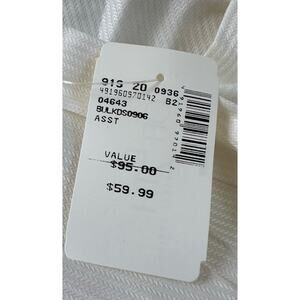 919 20 0936
491960970142 B2
04643
BULKDS0906
ASST
VALUE
$95.00
$59.99